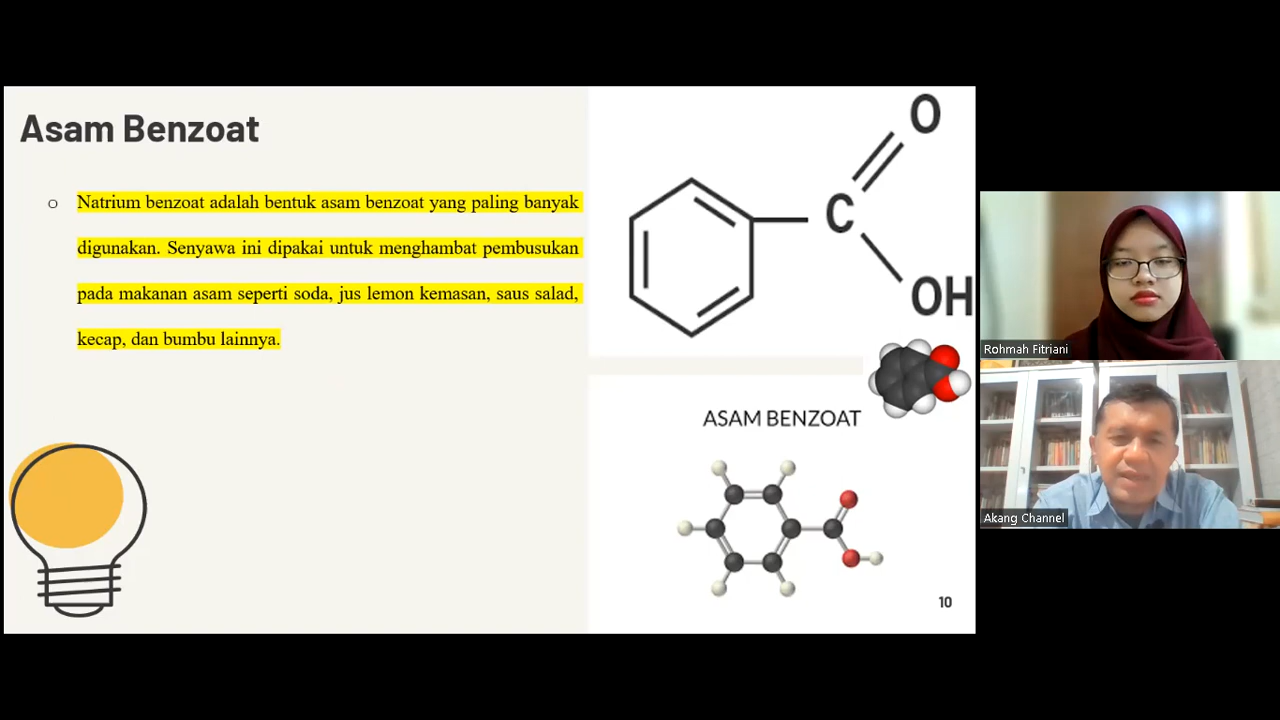 Asam Benzoat
o Natrium benzoat adalah bentuk asam benzoat yang paling banyak
digunakan. Senyawa ini dipakai untuk menghambat pembusukan
pada makanan asam seperti soda, jus lemon kemasan, saus salad,
kecap, dan bumbu lainnya.
O
C
OH
ASAM BENZOAT
10
Rohmah Fitriani
Akang Channel